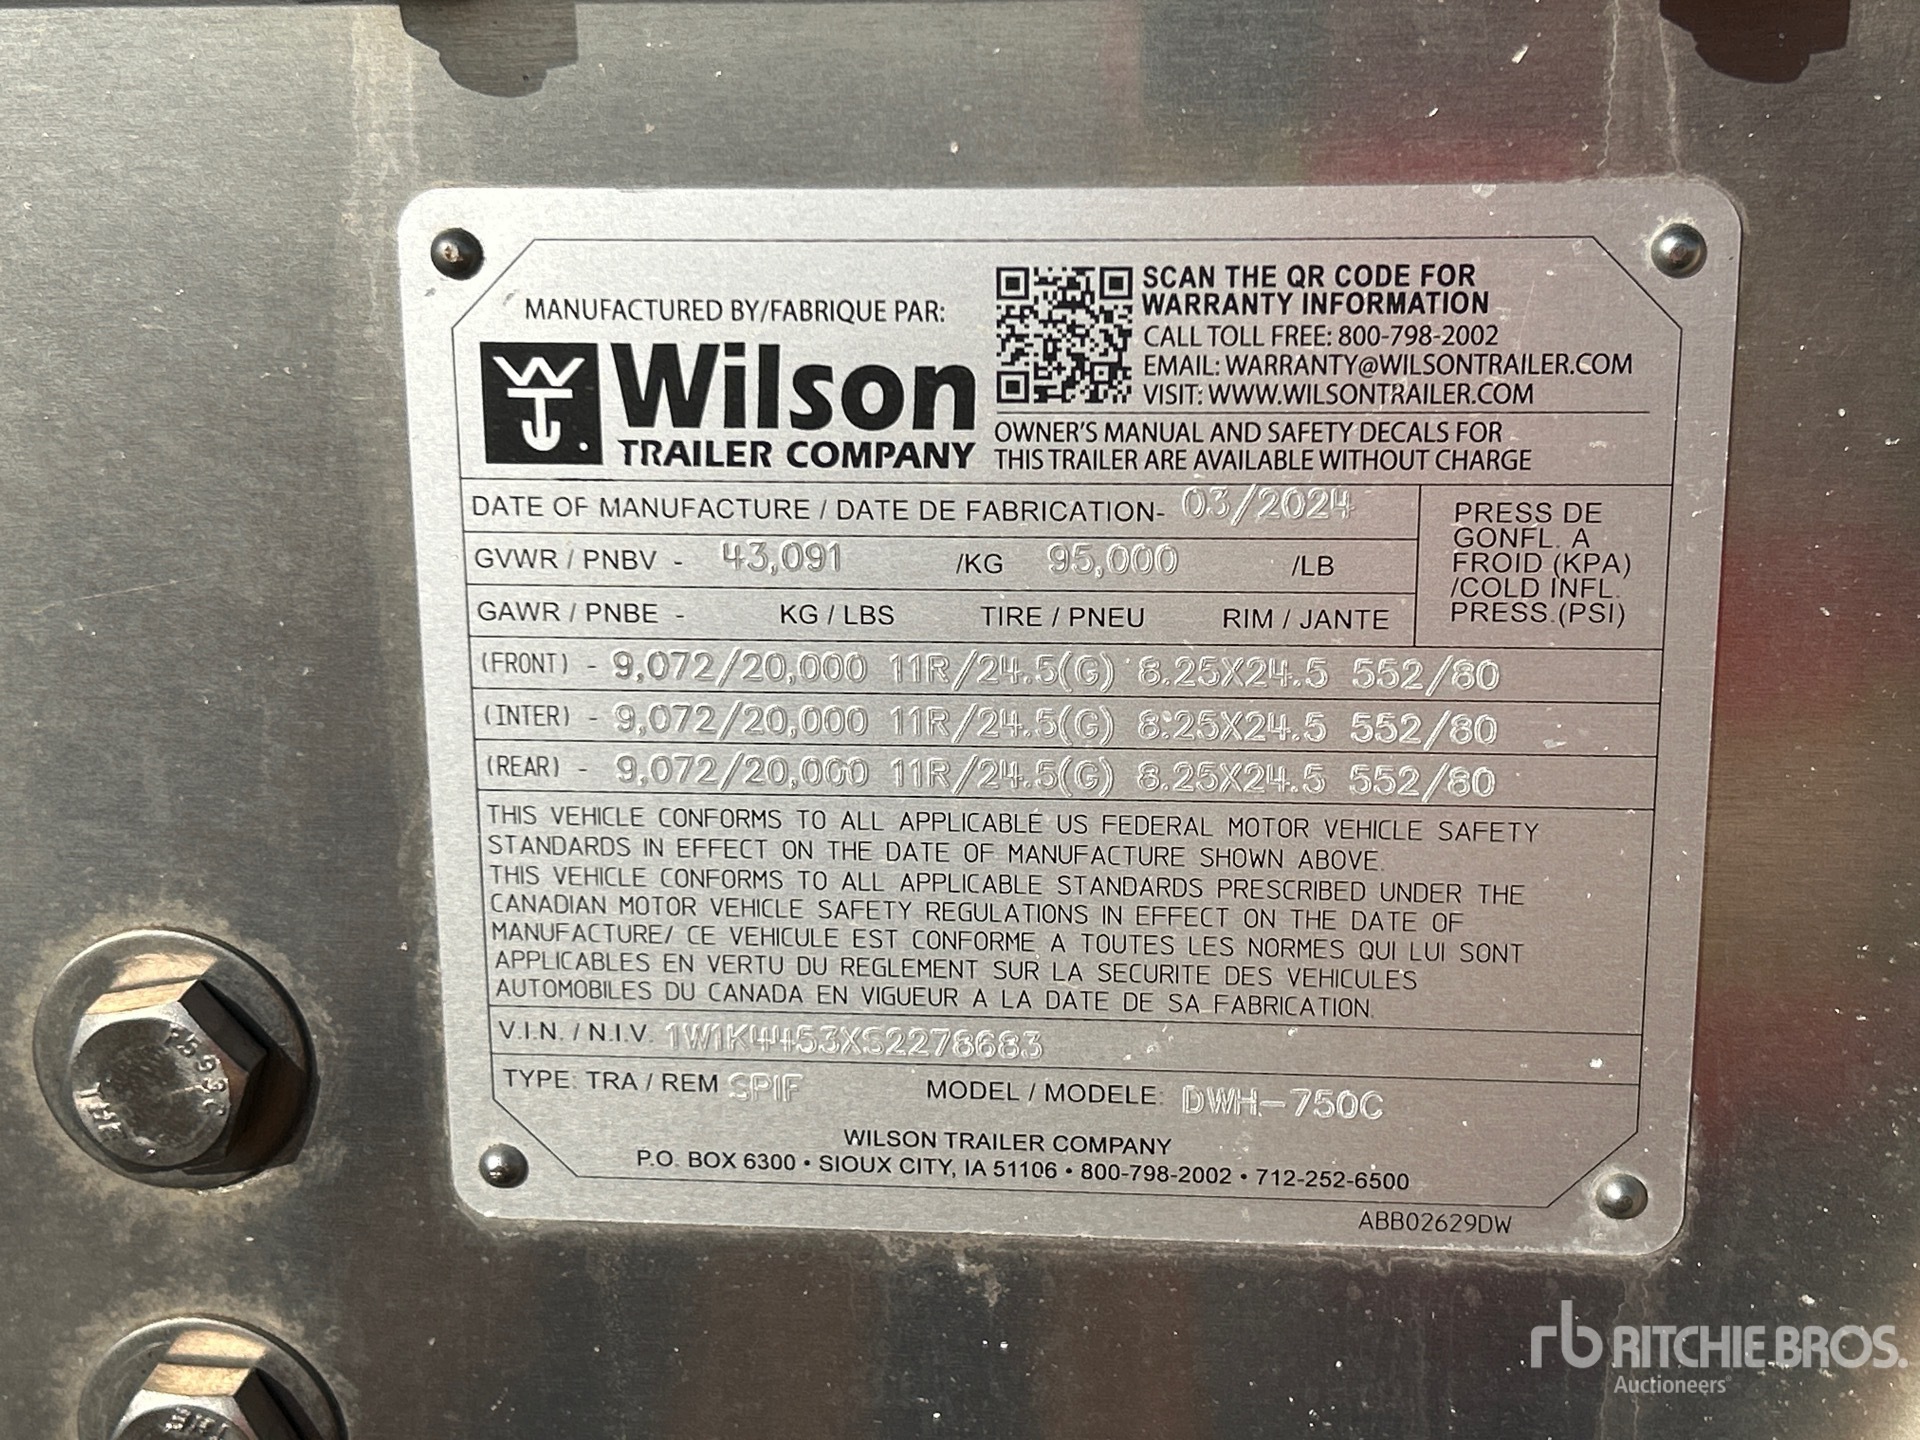 MANUFACTURED BY/FABRIQUE PAR:
Wilson
TRAILER COMPANY
SCAN THE QR CODE FOR
WARRANTY INFORMATION
CALL TOLL FREE: 800-798-2002
EMAIL: WARRANTY@WILSONTRAILER.COM
VISIT: WWW.WILSONTRAILER.COM
OWNER'S MANUAL AND SAFETY DECALS FOR
THIS TRAILER ARE AVAILABLE WITHOUT CHARGE
DATE OF MANUFACTURE / DATE DE FABRICATION- 03/2024
GVWR / PNBV - 43,091 /KG 95,000 /LB
GAWR / PNBE - KG / LBS TIRE / PNEU RIM / JANTE
PRESS DE
GONFL. A
FROID (KPA)
/COLD INFL.
PRESS.(PSI)
(FRONT) - 9,072/20,000 11R/24.5(G) 8.25X24.5 552/80
(INTER) - 9,072/20,000 11R/24.5(G) 8.25X24.5 552/80
(REAR) - 9,072/20,000 11R/24.5(G) 8.25X24.5 552/80
THIS VEHICLE CONFORMS TO ALL APPLICABLE US FEDERAL MOTOR VEHICLE SAFETY
STANDARDS IN EFFECT ON THE DATE OF MANUFACTURE SHOWN ABOVE.
THIS VEHICLE CONFORMS TO ALL APPLICABLE STANDARDS PRESCRIBED UNDER THE
CANADIAN MOTOR VEHICLE SAFETY REGULATIONS IN EFFECT ON THE DATE OF
MANUFACTURE/ CE VEHICULE EST CONFORME A TOUTES LES NORMES QUI LUI SONT
APPLICABLES EN VERTU DU REGLEMENT SUR LA SECURITE DES VEHICULES
AUTOMOBILES DU CANADA EN VIGUEUR A LA DATE DE SA FABRICATION.
V.I.N. / N.I.V. 1W1K4453XS2278683
TYPE: TRA / REM SPIF MODEL / MODELE: DWH-750C
WILSON TRAILER COMPANY
P.O. BOX 6300 • SIOUX CITY, IA 51106 • 800-798-2002 • 712-252-6500
ABB02629DW
rb RITCHIE BROS.
Auctioneers